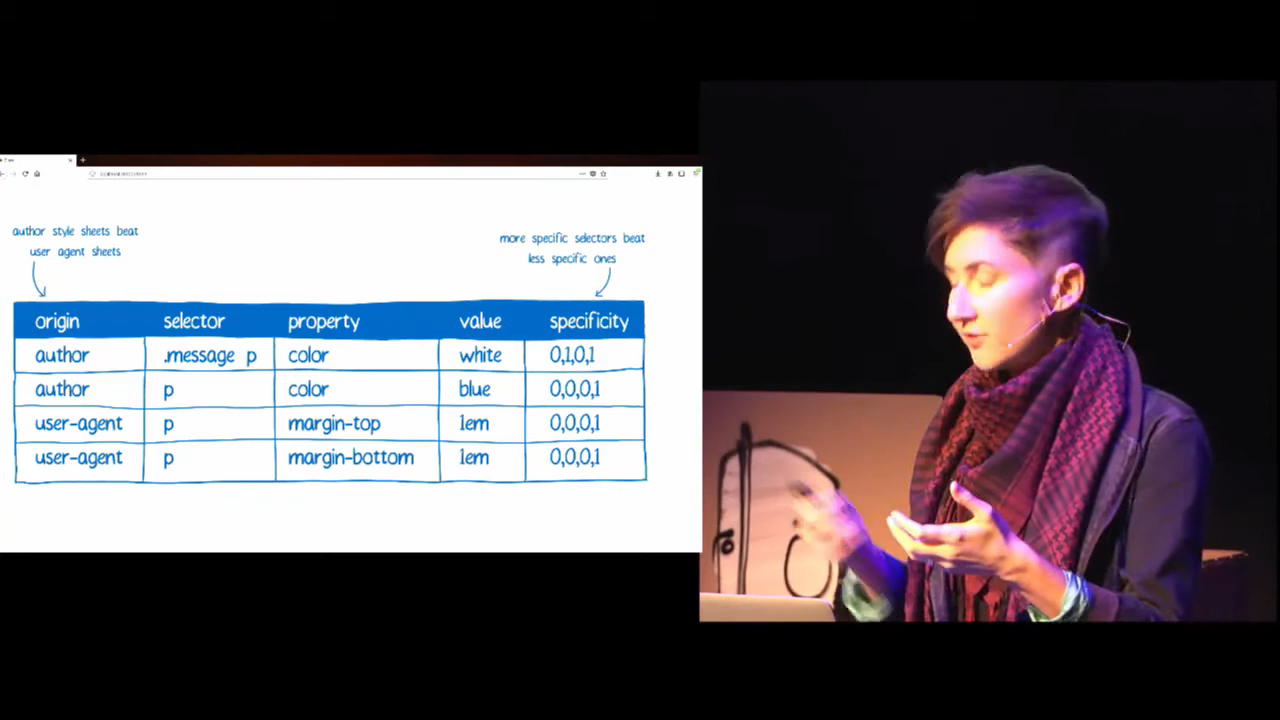 author style sheets beat
user agent sheets
more specific selectors beat
less specific ones
origin selector property value specificity
author .message p color white 0,1,0,1
author p color blue 0,0,0,1
user-agent p margin-top 1em 0,0,0,1
user-agent p margin-bottom 1em 0,0,0,1